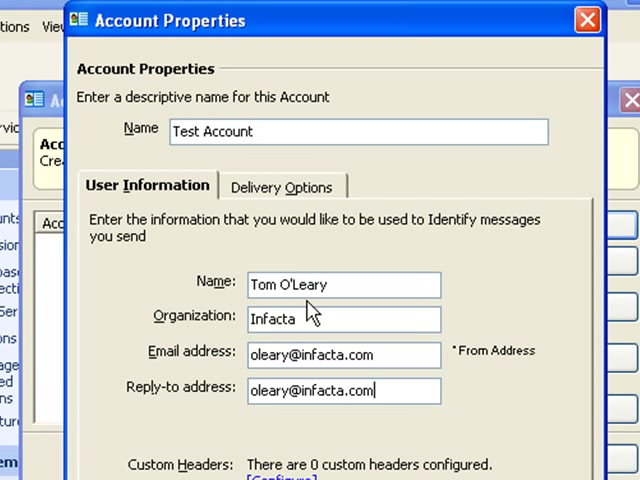 Account Properties
tions
Account Properties
Enter a descriptive name for this Account
Name Test Account
User Information Delivery Options
Enter the information that you would like to be used to Identify messages
you send
Name: Tom O'Leary
Organization: Infacta
Email address: oleary@infacta.com * From Address
Reply-to address: oleary@infacta.com
Custom Headers: There are 0 custom headers configured.
[Configure]